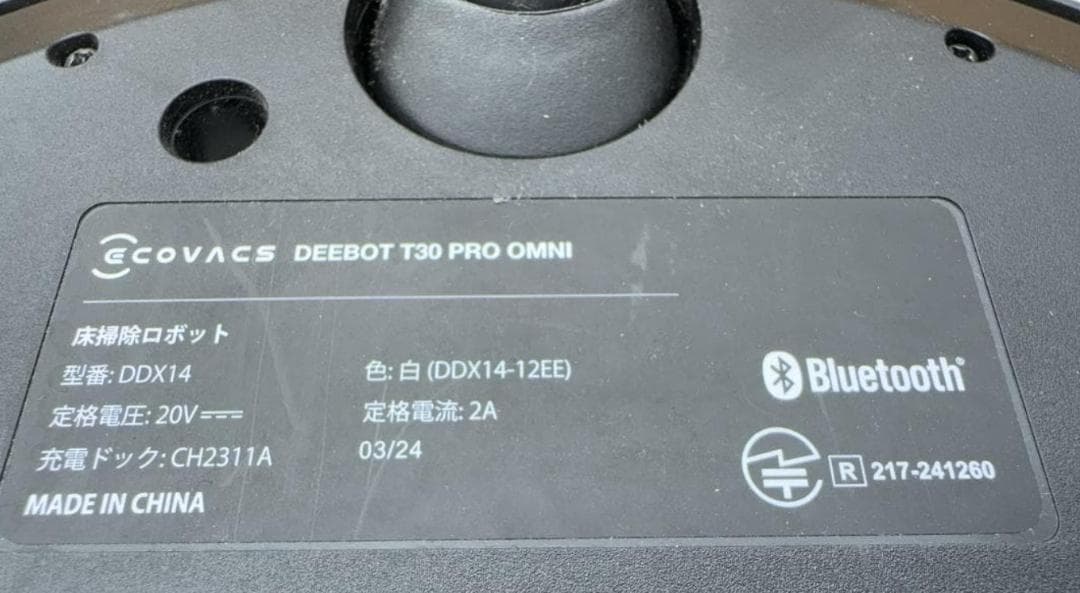 ECOVACS DEEBOT T30 PRO OMNI
床掃除ロボット
型番: DDX14 色: 白 (DDX14-12EE)
定格電圧: 20V⎓ 定格電流: 2A
充電ドック: CH2311A 03/24
MADE IN CHINA
Bluetooth®
R 217-241260